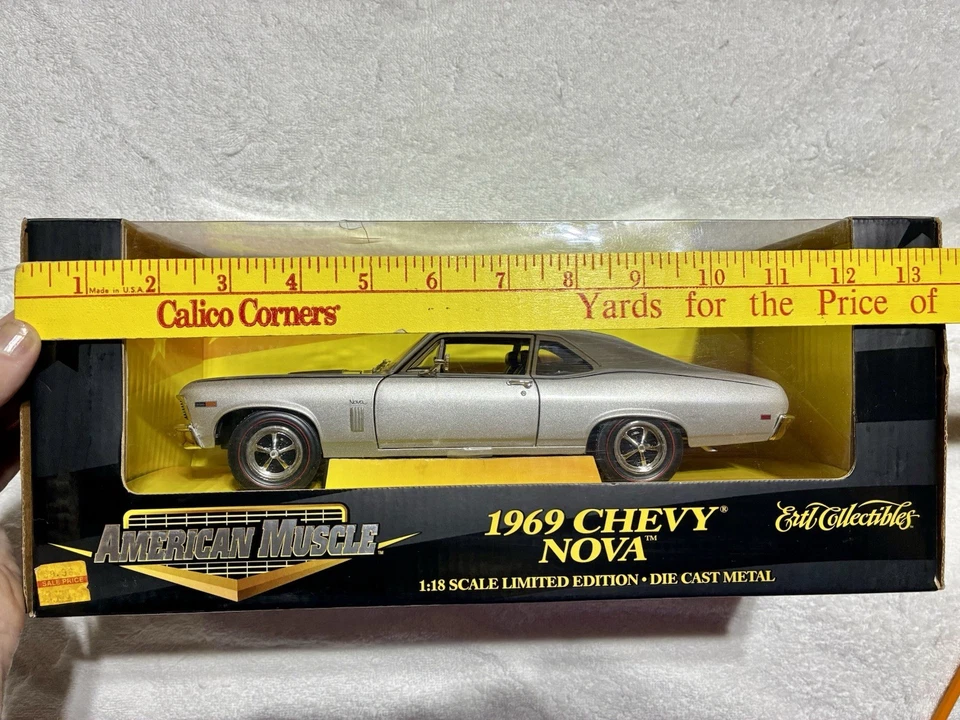 1 2 3 4 5 6 7 8 9 10 11 12 13
Made in U.S.A.
Calico Corners® Yards for the Price of
Nova
AMERICAN MUSCLE™
1969 CHEVY®
NOVA™
Ertl Collectibles™
1:18 SCALE LIMITED EDITION • DIE CAST METAL
SALE PRICE